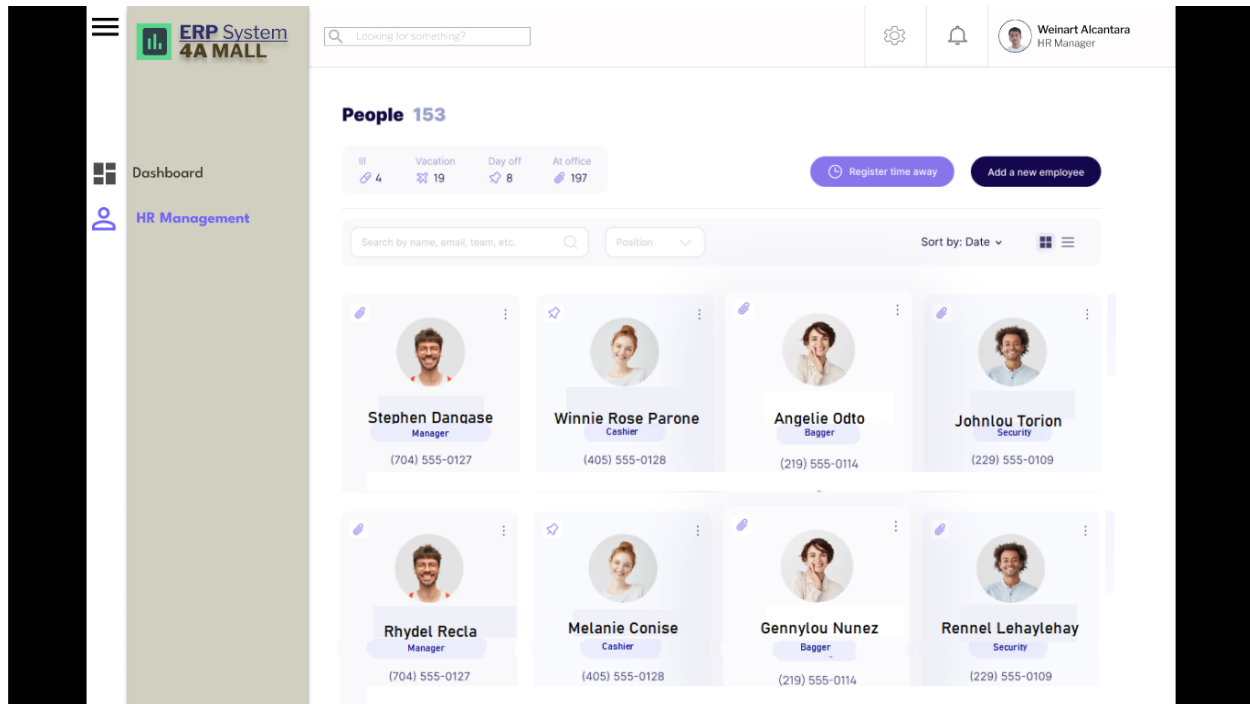 ERP System
4A MALL
Looking for something?
Weinart Alcantara
HR Manager
People 153
Ill Vacation Day off At office
4 19 8 197
Register time away
Add a new employee
Dashboard
HR Management
Search by name, email, team, etc.
Position
Sort by: Date
Stephen Dangase Winnie Rose Parone Angelie Odto Johnlou Torion
Manager Cashier Bagger Security
(704) 555-0127 (405) 555-0128 (219) 555-0114 (229) 555-0109
Rhydel Recla Melanie Conise Gennylou Nunez Rennel Lehaylehay
Manager Cashier Bagger Security
(704) 555-0127 (405) 555-0128 (219) 555-0114 (229) 555-0109